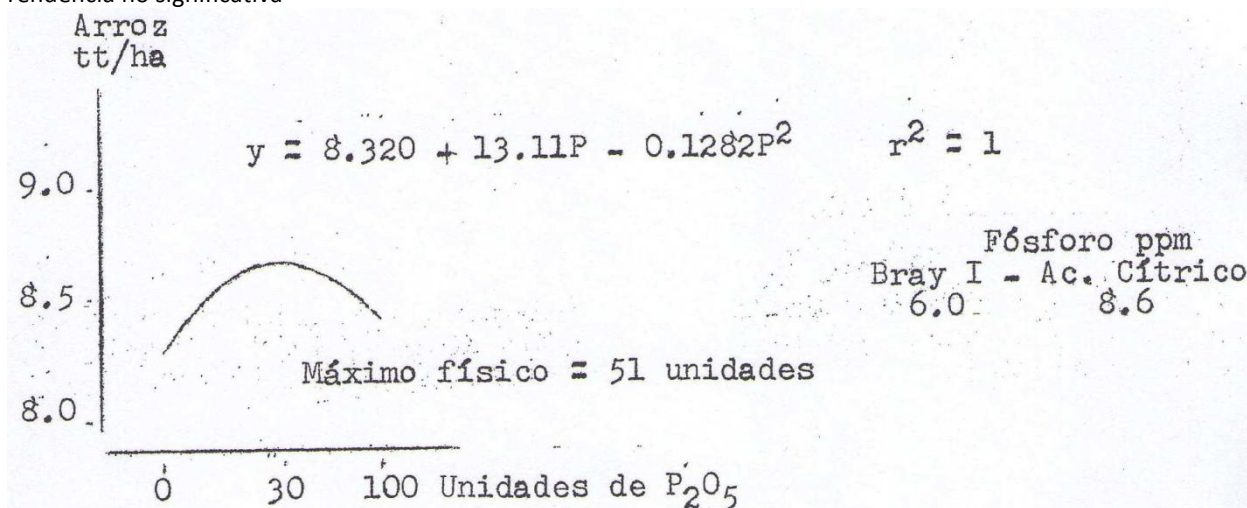 Tendencia no significativa
Arroz
tt/ha
y = 8.320 + 13.11P - 0.1282P² r² = 1
9.0
Fósforo ppm
Bray I - Ac. Cítrico
8.5
6.0 8.6
Máximo físico = 51 unidades
8.0
0 30 100 Unidades de P₂O₅